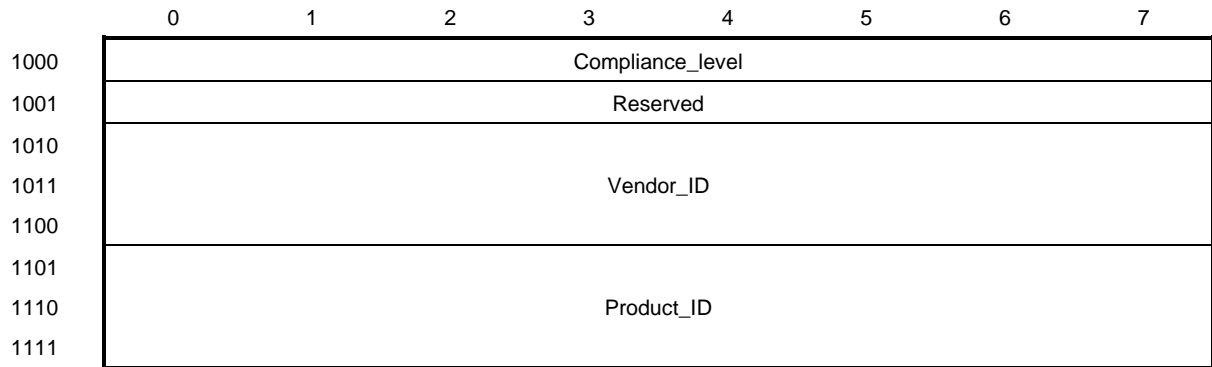 0 1 2 3 4 5 6 7
1000 Compliance_level
1001 Reserved
1010
1011 Vendor_ID
1100
1101
1110 Product_ID
1111